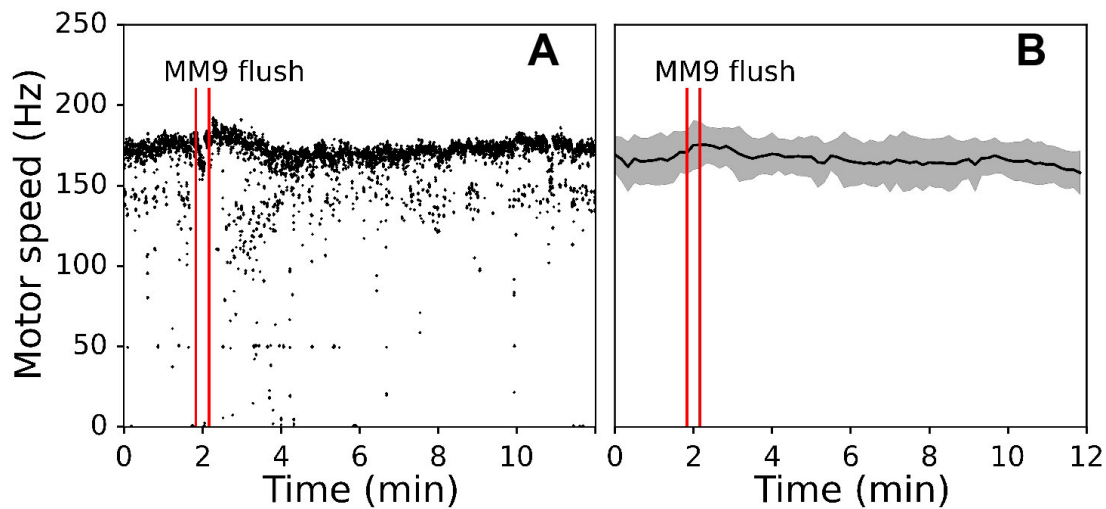 250
200
150
100
50
0
Motor speed (Hz)
MM9 flush
A
0 2 4 6 8 10
Time (min)
MM9 flush
B
0 2 4 6 8 10 12
Time (min)